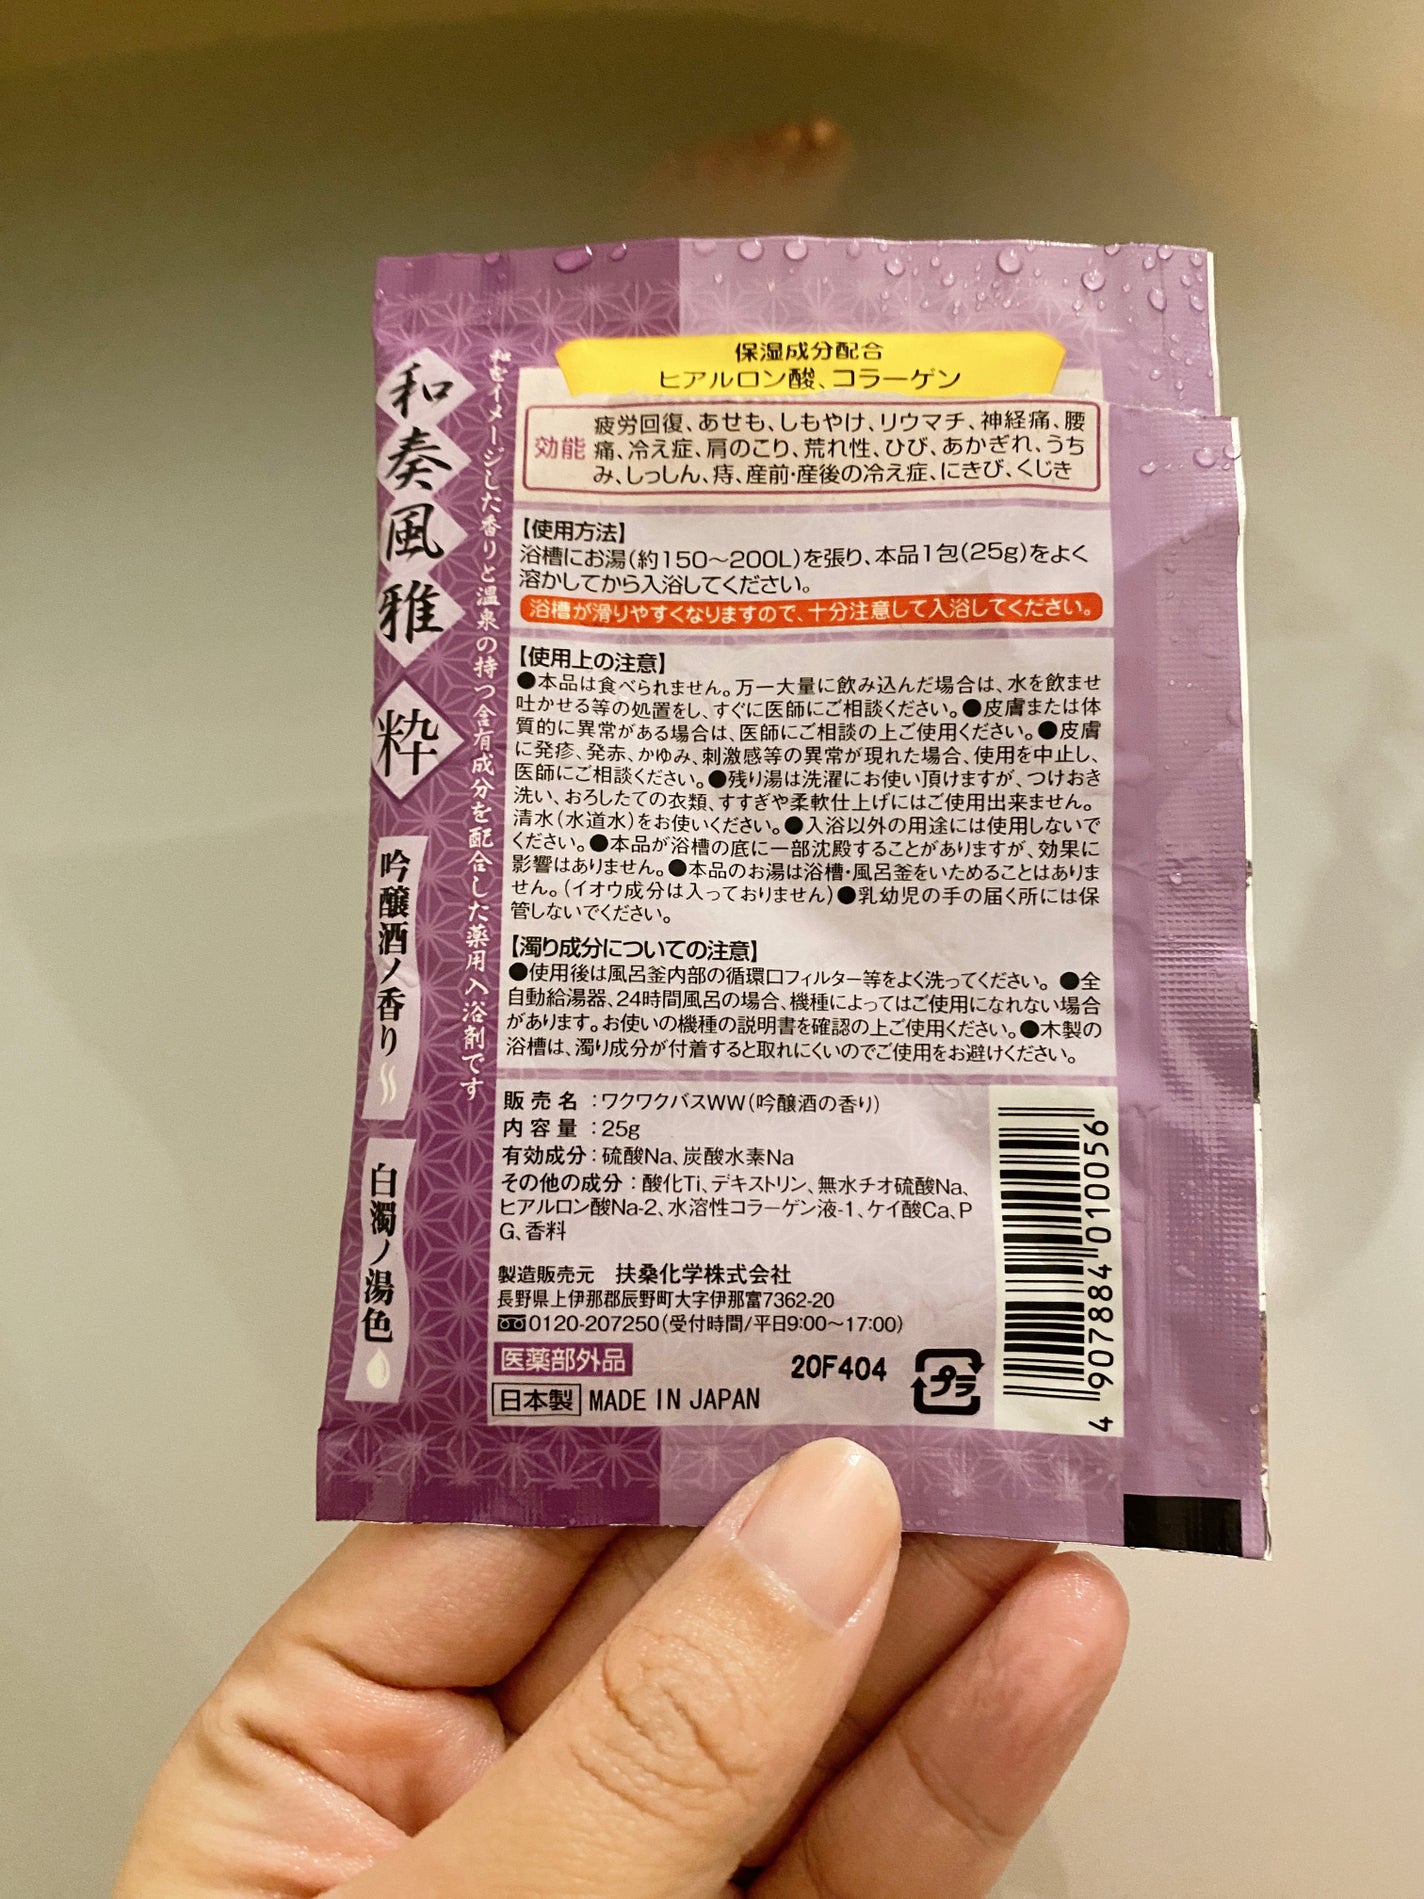 和奏風雅
粋
吟醸酒ノ香り
白濁ノ湯色
和をイメージした香りと温泉の持つ含有成分を配合した薬用入浴剤です
保湿成分配合
ヒアルロン酸、コラーゲン
効能
疲労回復、あせも、しもやけ、リウマチ、神経痛、腰
痛、冷え症、肩のこり、荒れ性、ひび、あかぎれ、うち
み、しっしん、痔、産前・産後の冷え症、にきび、くじき
【使用方法】
浴槽にお湯(約150～200L)を張り、本品1包(25g)をよく
溶かしてから入浴してください。
浴槽が滑りやすくなりますので、十分注意して入浴してください。
【使用上の注意】
●本品は食べられません。万一大量に飲み込んだ場合は、水を飲ませ
吐かせる等の処置をし、すぐに医師にご相談ください。●皮膚または体
質的に異常がある場合は、医師にご相談の上ご使用ください。●皮膚
に発疹、発赤、かゆみ、刺激感等の異常が現れた場合、使用を中止し、
医師にご相談ください。●残り湯は洗濯にお使い頂けますが、つけおき
洗い、おろしたての衣類、すすぎや柔軟仕上げにはご使用出来ません。
清水(水道水)をお使いください。●入浴以外の用途には使用しないで
ください。●本品が浴槽の底に一部沈殿することがありますが、効果に
影響はありません。●本品のお湯は浴槽・風呂釜をいためることはありま
せん。(イオウ成分は入っておりません)●乳幼児の手の届く所には保
管しないでください。
【濁り成分についての注意】
●使用後は風呂釜内部の循環口フィルター等をよく洗ってください。●全
自動給湯器、24時間風呂の場合、機種によってはご使用になれない場合
があります。お使いの機種の説明書を確認の上ご使用ください。●木製の
浴槽は、濁り成分が付着すると取れにくいのでご使用をお避けください。
販売名：ワクワクバスWW(吟醸酒の香り)
内容量：25g
有効成分：硫酸Na、炭酸水素Na
その他の成分：酸化Ti、デキストリン、無水チオ硫酸Na、
ヒアルロン酸Na-2、水溶性コラーゲン液-1、ケイ酸Ca、P
G、香料
製造販売元 扶桑化学株式会社
長野県上伊那郡辰野町大字伊那富7362-20
0120-207250(受付時間/平日9:00～17:00)
医薬部外品
20F404
プラ
日本製 MADE IN JAPAN
4 907884 010056